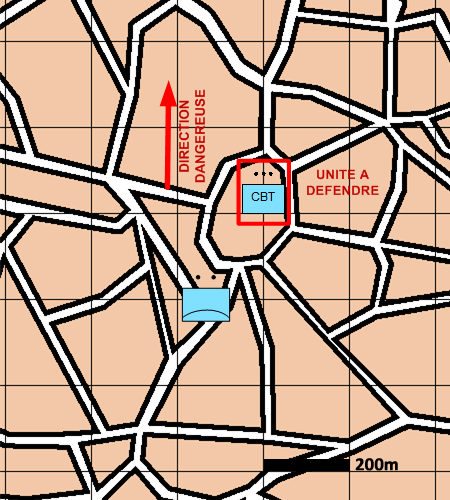 DIRECTION
DANGEREUSE
UNITE A
DEFENDRE
CBT
200m